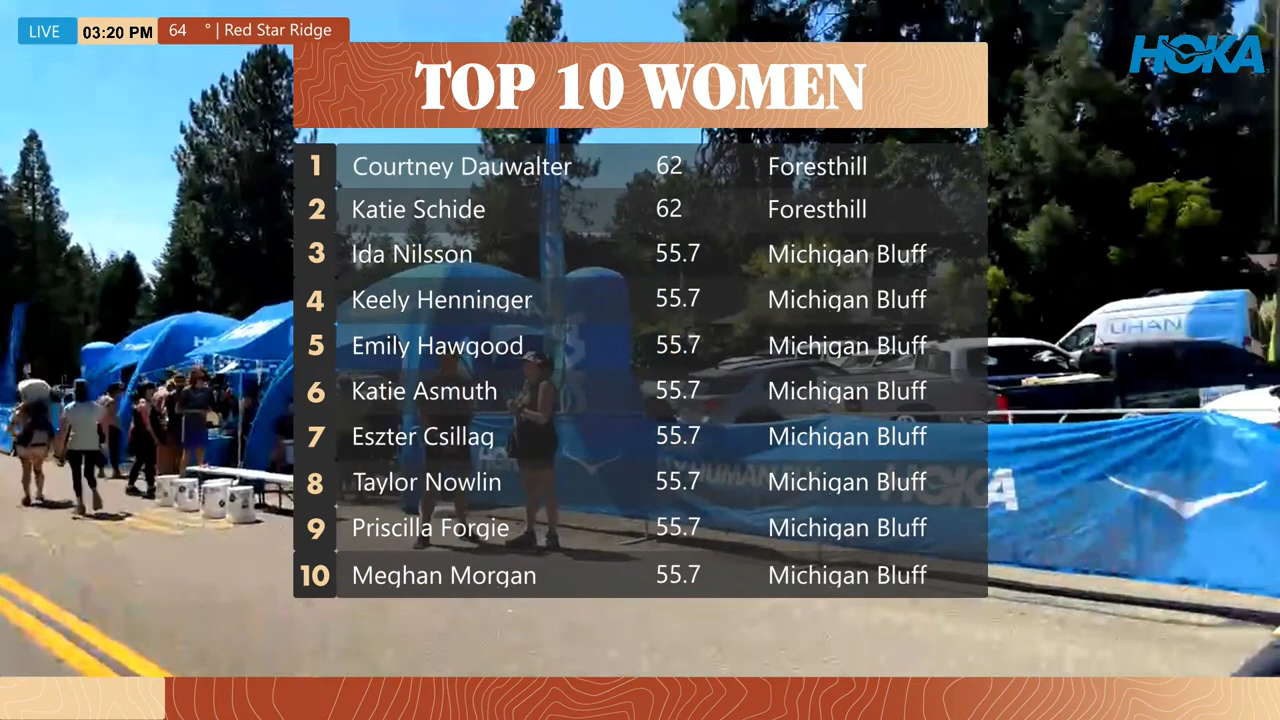 LIVE 03:20 PM 64 ° | Red Star Ridge
HOKA
TOP 10 WOMEN
1 Courtney Dauwalter 62 Foresthill
2 Katie Schide 62 Foresthill
3 Ida Nilsson 55.7 Michigan Bluff
4 Keely Henninger 55.7 Michigan Bluff
5 Emily Hawgood 55.7 Michigan Bluff
6 Katie Asmuth 55.7 Michigan Bluff
7 Eszter Csillag 55.7 Michigan Bluff
8 Taylor Nowlin 55.7 Michigan Bluff
9 Priscilla Forgie 55.7 Michigan Bluff
10 Meghan Morgan 55.7 Michigan Bluff
UHAN
HOKA